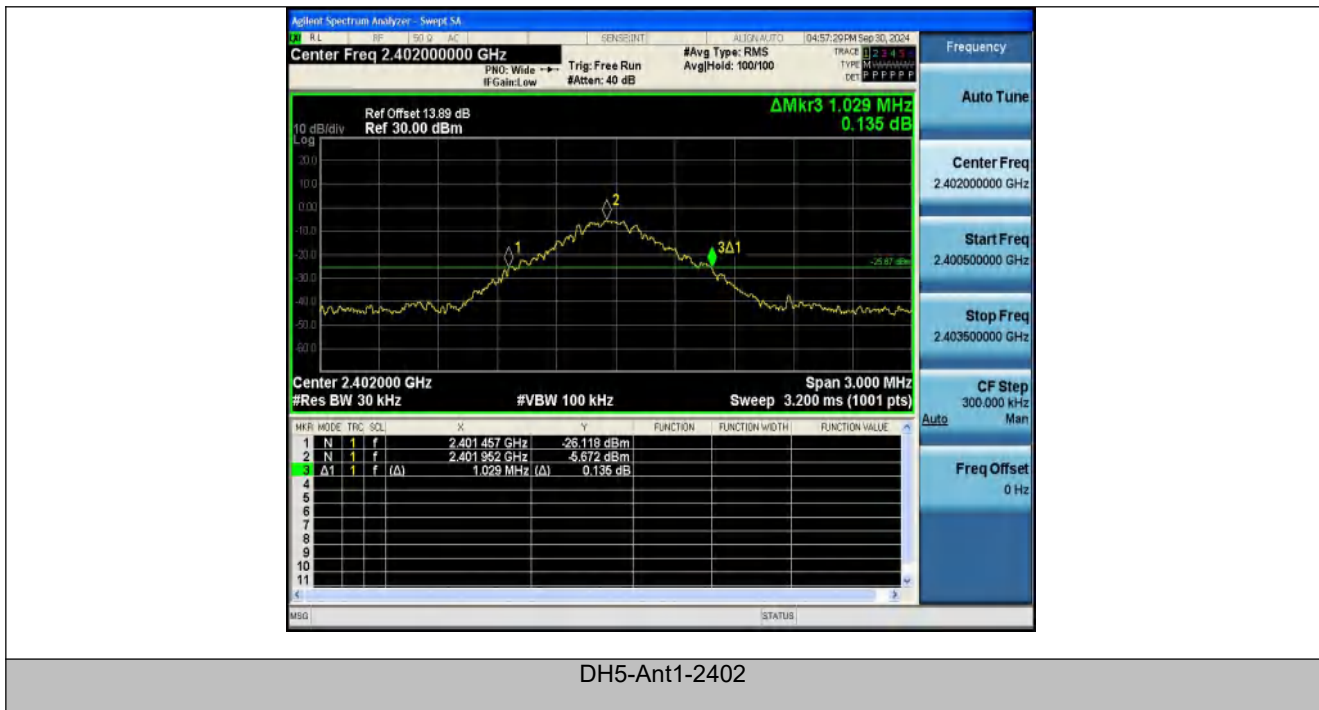 Agilent Spectrum Analyzer - Swept SA
LXI RL RF 50 Ω AC SENSE:INT ALIGN AUTO 04:57:29 PM Sep 30, 2024
Center Freq 2.402000000 GHz
PNO: Wide
IFGain:Low
Trig: Free Run
#Atten: 40 dB
#Avg Type: RMS
Avg|Hold: 100/100
TRACE 1 2 3 4 5 6
TYPE M
DET P P P P P P
ΔMkr3 1.029 MHz
0.135 dB
Ref Offset 13.89 dB
10 dB/div Ref 30.00 dBm
Log
20.0
10.0
0.00
-10.0
-20.0
-30.0
-40.0
-50.0
-60.0
1
2
3Δ1
-25.67 dBm
Center 2.402000 GHz Span 3.000 MHz
#Res BW 30 kHz #VBW 100 kHz Sweep 3.200 ms (1001 pts)
MKR MODE TRC SCL X Y FUNCTION FUNCTION WIDTH FUNCTION VALUE
1 N 1 f 2.401 457 GHz -26.118 dBm
2 N 1 f 2.401 952 GHz -5.672 dBm
3 Δ1 1 f (Δ) 1.029 MHz (Δ) 0.135 dB
4
5
6
7
8
9
10
11
MSG STATUS
Frequency
Auto Tune
Center Freq
2.402000000 GHz
Start Freq
2.400500000 GHz
Stop Freq
2.403500000 GHz
CF Step
300.000 kHz
Auto Man
Freq Offset
0 Hz
DH5-Ant1-2402